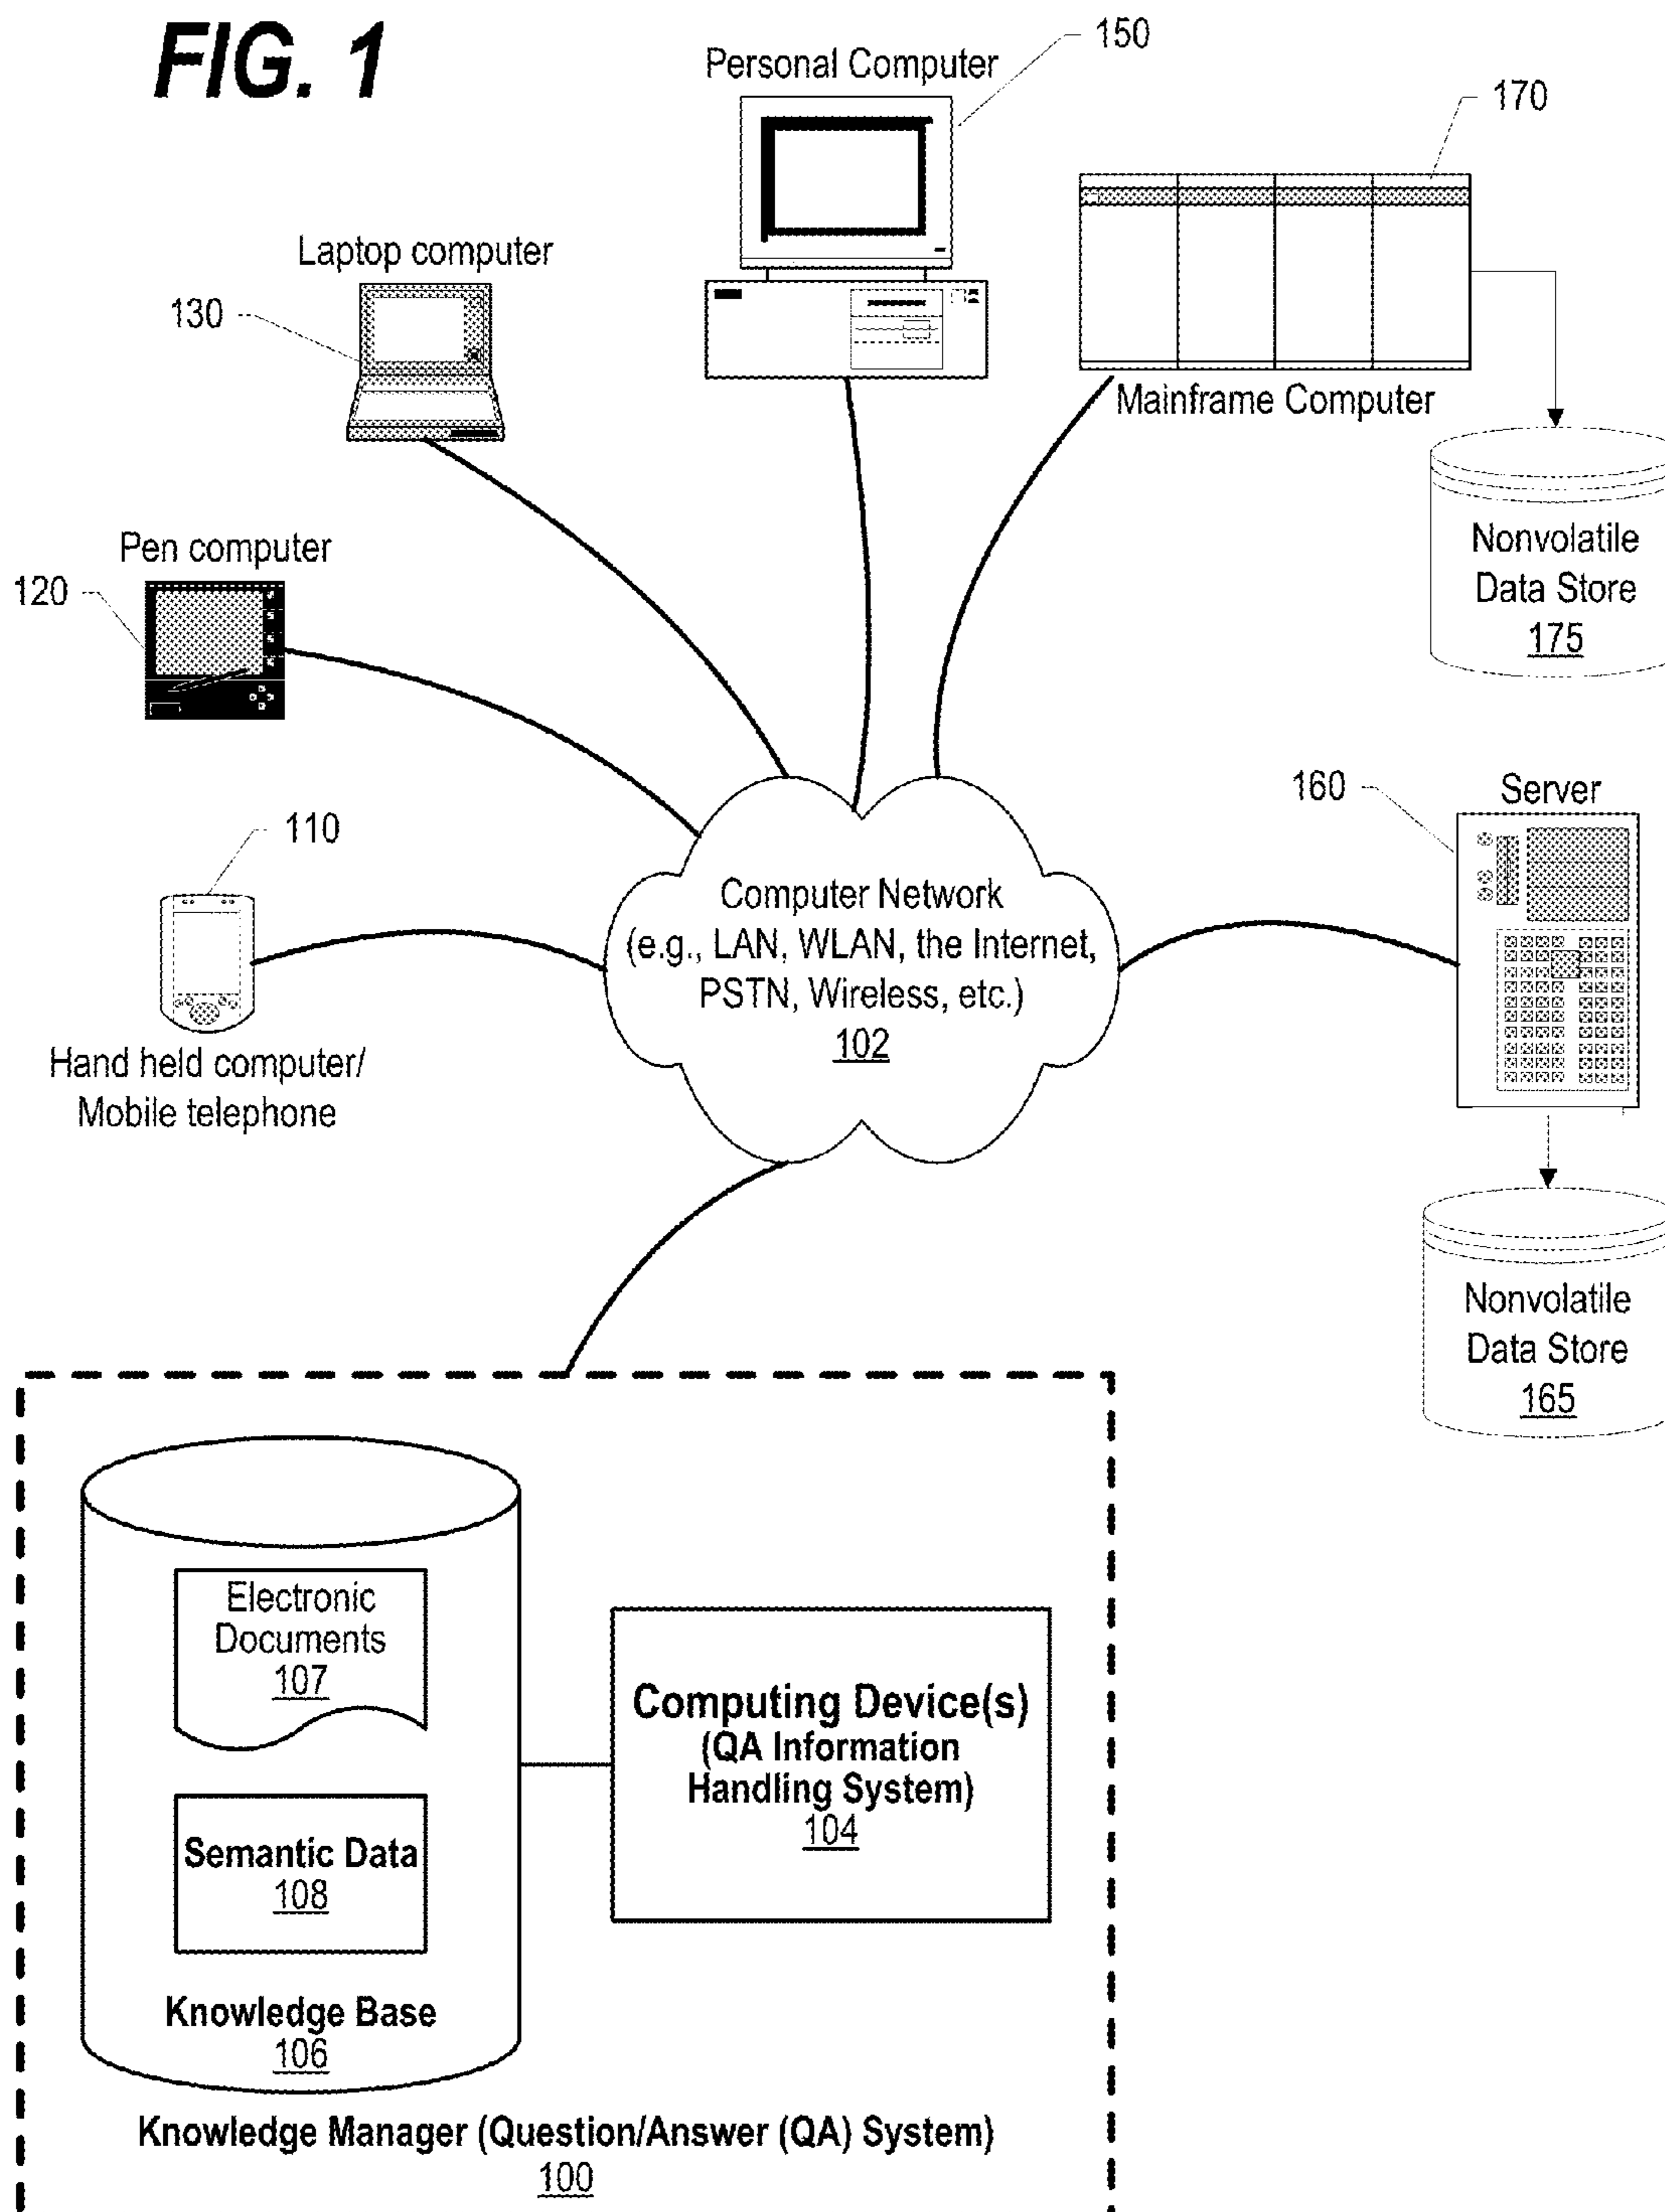 FIG. 1
Personal Computer
150
170
Laptop computer
130
Mainframe Computer
Nonvolatile
Data Store
175
Pen computer
120
160
Server
110
Computer Network
(e.g., LAN, WLAN, the Internet,
PSTN, Wireless, etc.)
102
Hand held computer/
Mobile telephone
Nonvolatile
Data Store
165
Electronic
Documents
107
Semantic Data
108
Knowledge Base
106
Computing Device(s)
(QA Information
Handling System)
104
Knowledge Manager (Question/Answer (QA) System)
100